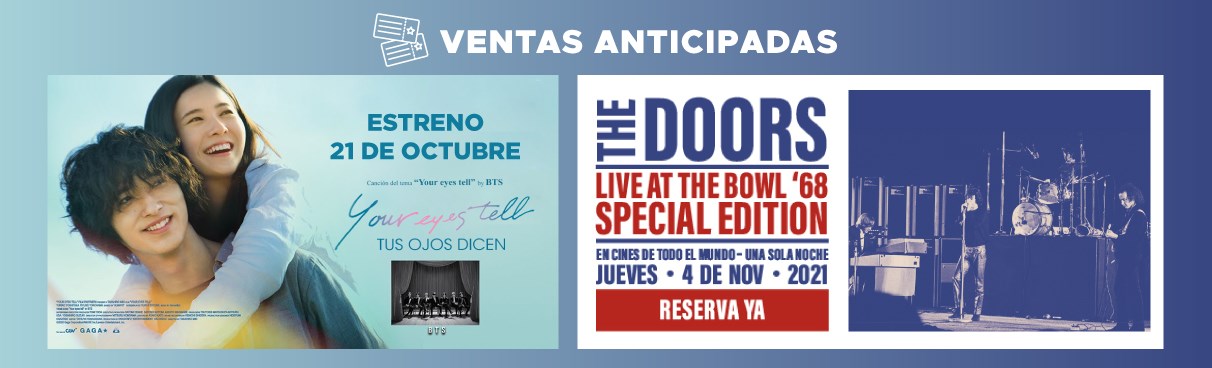 VENTAS ANTICIPADAS
ESTRENO
21 DE OCTUBRE
Canción del tema "Your eyes tell" by BTS
Your eyes tell
TUS OJOS DICEN
BTS
GAGA★
THE DOORS
LIVE AT THE BOWL ‘68
SPECIAL EDITION
EN CINES DE TODO EL MUNDO - UNA SOLA NOCHE
JUEVES • 4 DE NOV • 2021
RESERVA YA